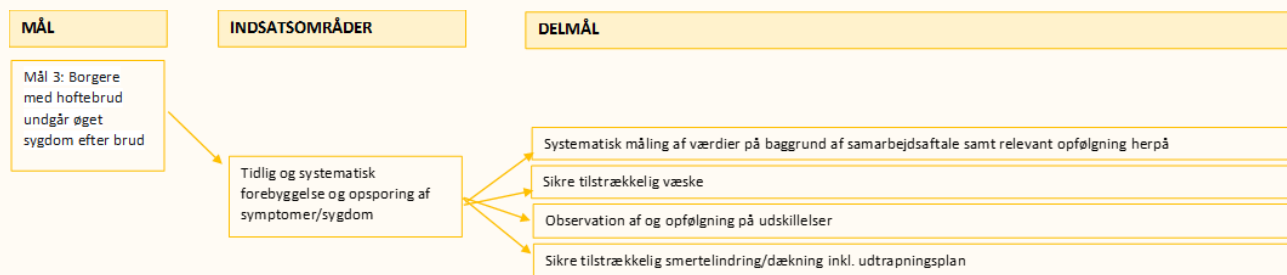 MÅL
INDSATSOMRÅDER
DELMÅL
Mål 3: Borgere
med hoftebrud
undgår øget
sygdom efter brud
Tidlig og systematisk
forebyggelse og opsporing af
symptomer/sygdom
Systematisk måling af værdier på baggrund af samarbejdsaftale samt relevant opfølgning herpå
Sikre tilstrækkelig væske
Observation af og opfølgning på udskillelser
Sikre tilstrækkelig smertelindring/dækning inkl. udtrapningsplan